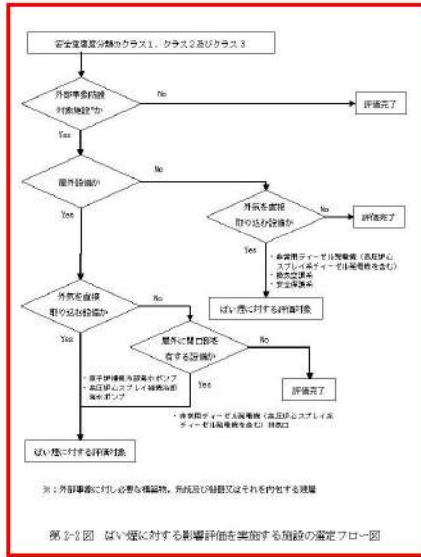 安全重要度分類のクラス1，クラス2及びクラス3
外部事象防護
対象施設※か
No
評価完了
Yes
屋外設備か
No
Yes
外気を直接
取り込む設備か
No
評価完了
Yes
・非常用ディーゼル発電機（高圧炉心
スプレイ系ディーゼル発電機を含む）
・換気空調系
・安全保護系
ばい煙に対する評価対象
外気を直接
取り込む設備か
No
Yes
屋外に開口部を
有する設備か
No
評価完了
Yes
・原子炉補機冷却海水ポンプ
・高圧炉心スプレイ補機冷却
海水ポンプ
・非常用ディーゼル発電機（高圧炉心スプレイ系
ディーゼル発電機を含む）排気口
ばい煙に対する評価対象
※：外部事象に対し必要な構築物，系統及び機器又はそれを内包する建屋
第2-2図　ばい煙に対する影響評価を実施する施設の選定フロー図